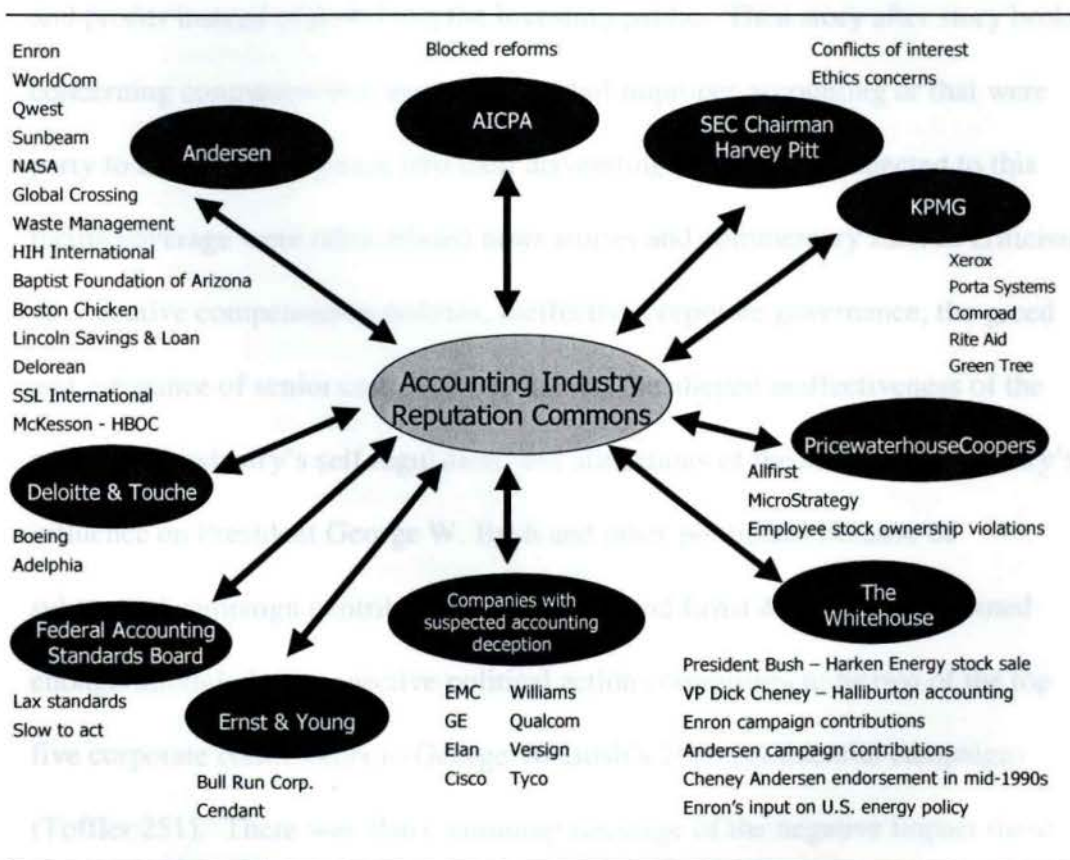 Enron
WorldCom
Qwest
Sunbeam
NASA
Global Crossing
Waste Management
HIH International
Baptist Foundation of Arizona
Boston Chicken
Lincoln Savings & Loan
Delorean
SSL International
McKesson - HBOC
Andersen
Blocked reforms
AICPA
Conflicts of interest
Ethics concerns
SEC Chairman
Harvey Pitt
KPMG
Xerox
Porta Systems
Comroad
Rite Aid
Green Tree
Accounting Industry
Reputation Commons
PricewaterhouseCoopers
Allfirst
MicroStrategy
Employee stock ownership violations
Deloitte & Touche
Boeing
Adelphia
Federal Accounting
Standards Board
Lax standards
Slow to act
Ernst & Young
Bull Run Corp.
Cendant
Companies with
suspected accounting
deception
EMC Williams
GE Qualcom
Elan Versign
Cisco Tyco
The
Whitehouse
President Bush – Harken Energy stock sale
VP Dick Cheney – Halliburton accounting
Enron campaign contributions
Andersen campaign contributions
Cheney Andersen endorsement in mid-1990s
Enron's input on U.S. energy policy
(Toffler 251). There was